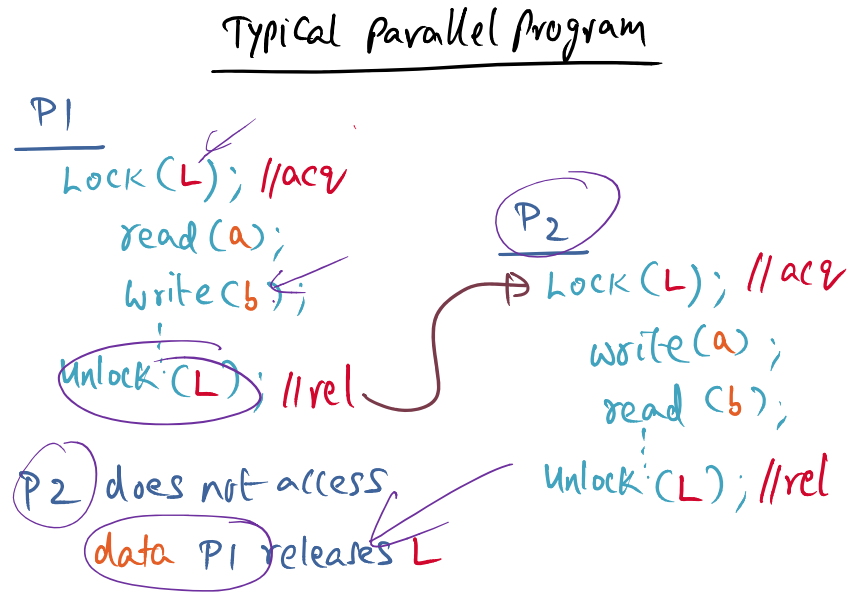 Typical Parallel Program
P1
Lock(L); //acq
read(a);
write(b);
Unlock(L); //rel
P2
Lock(L); //acq
write(a);
read(b);
Unlock(L); //rel
P2 does not access
data P1 releases L